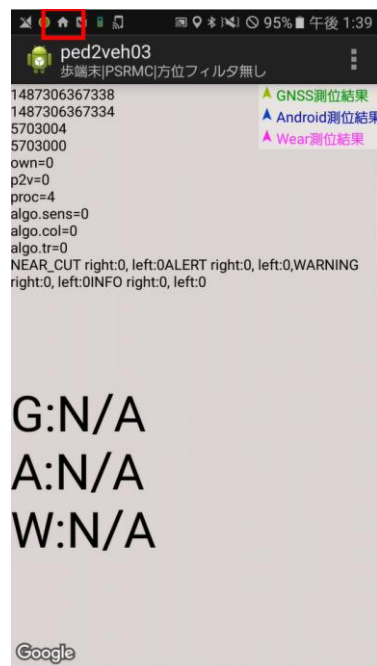 95% 午後 1:39
ped2veh03
歩端末|PSRMC|方位フィルタ無し
1487306367338
1487306367334
5703004
5703000
own=0
p2v=0
proc=4
algo.sens=0
algo.col=0
algo.tr=0
NEAR_CUT right:0, left:0ALERT right:0, left:0,WARNING
right:0, left:0INFO right:0, left:0
GNSS測位結果
Android測位結果
Wear測位結果
G:N/A
A:N/A
W:N/A
Google